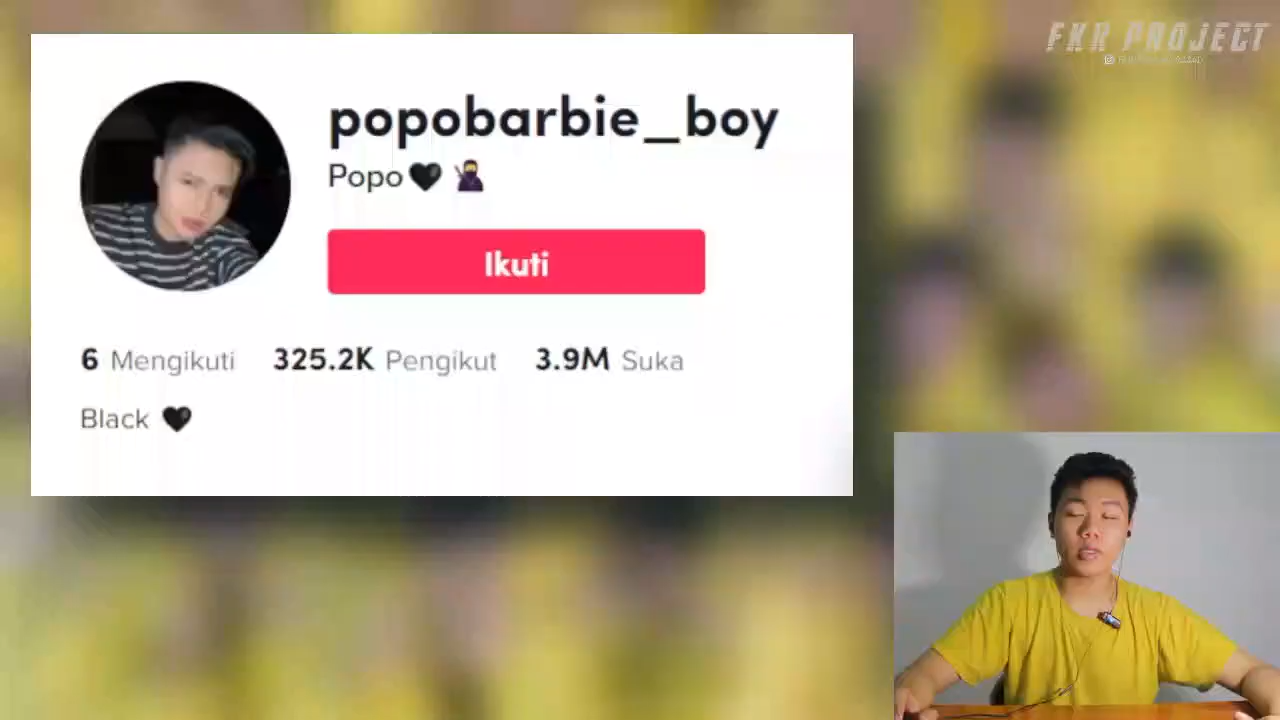 FKR PROJECT
popobarbie_boy
Popo🖤🥷
Ikuti
6 Mengikuti 325.2K Pengikut 3.9M Suka
Black 🖤